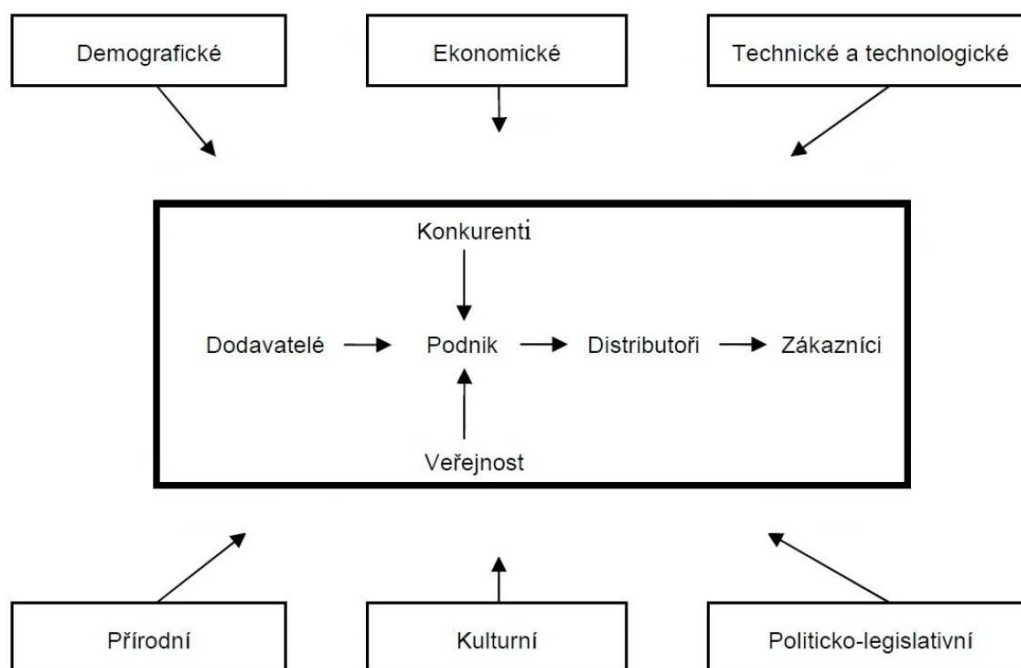 Demografické
Ekonomické
Technické a technologické
Konkurenti
Dodavatelé
Podnik
Distributoři
Zákazníci
Veřejnost
Přírodní
Kulturní
Politicko-legislativní